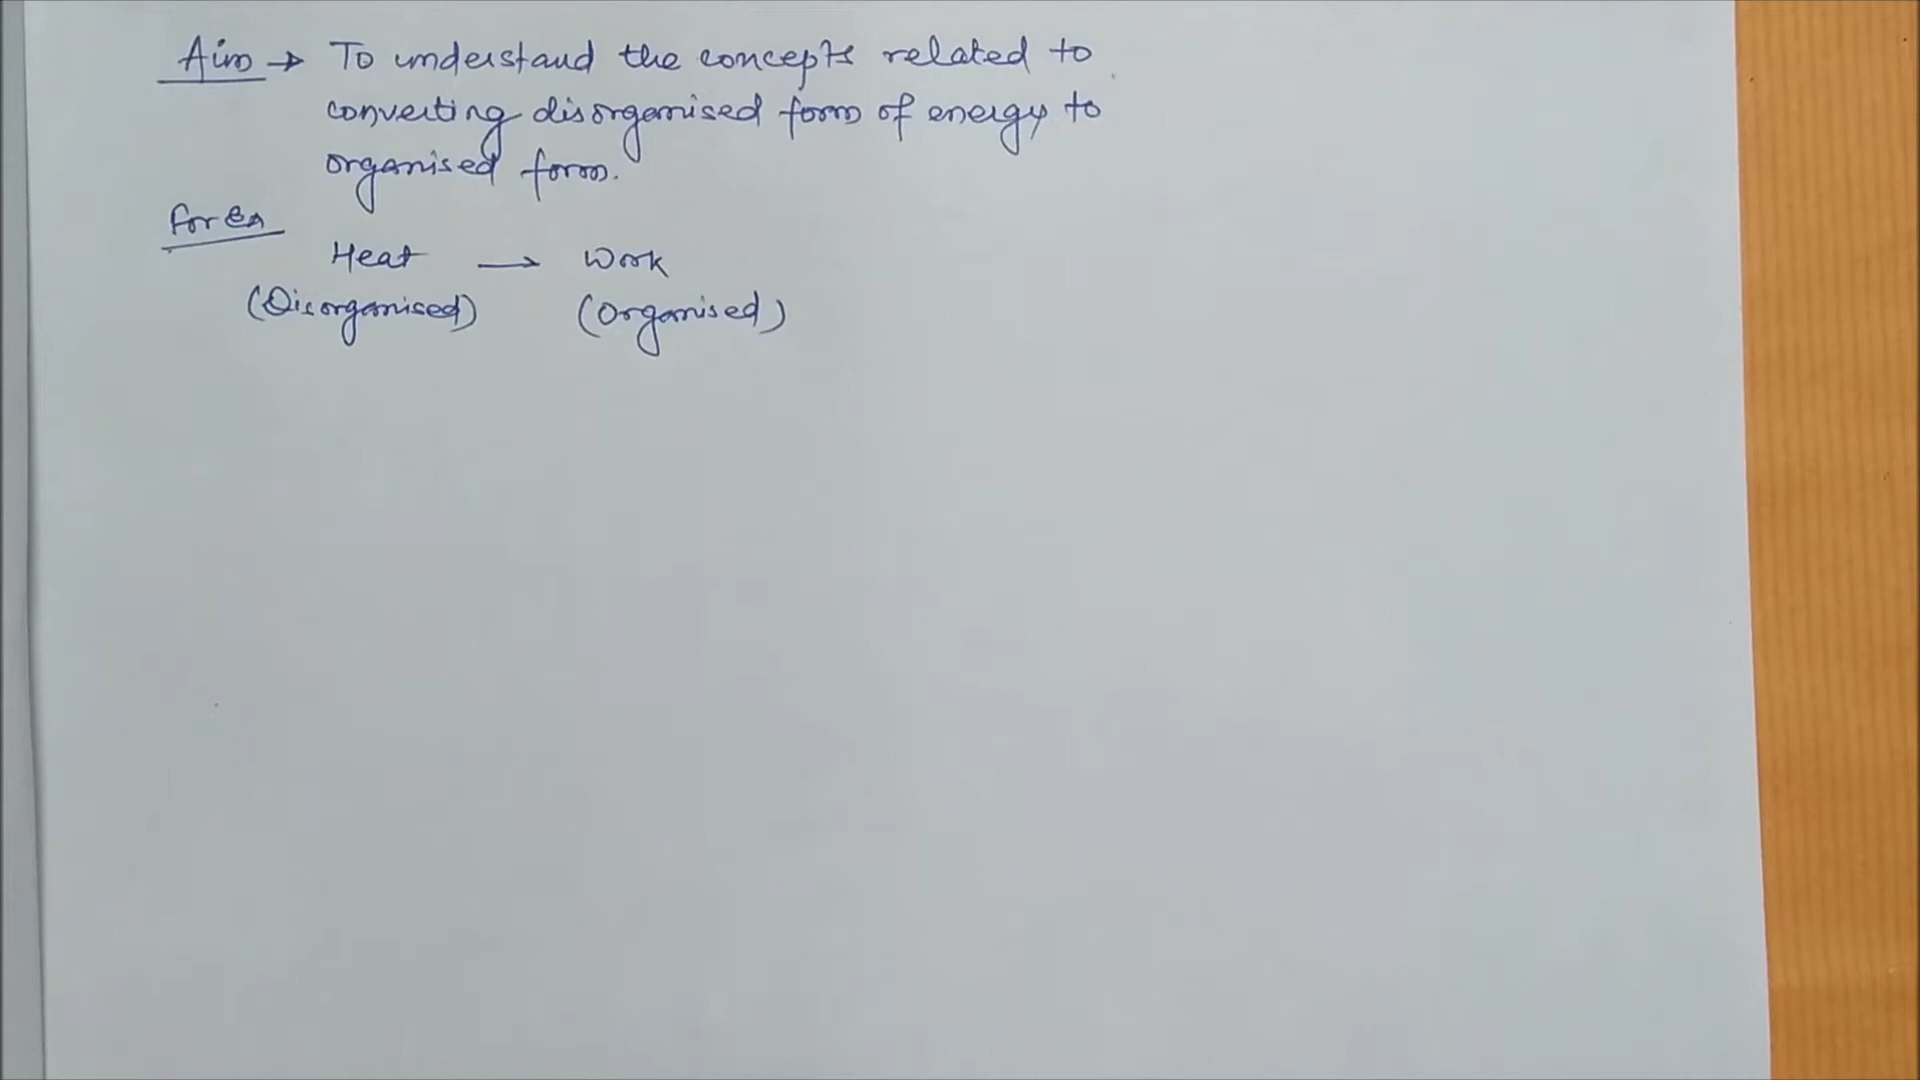 Aim → To understand the concepts related to
converting disorganised form of energy to
organised form.
For Ex
Heat → Work
(Disorganised) (Organised)